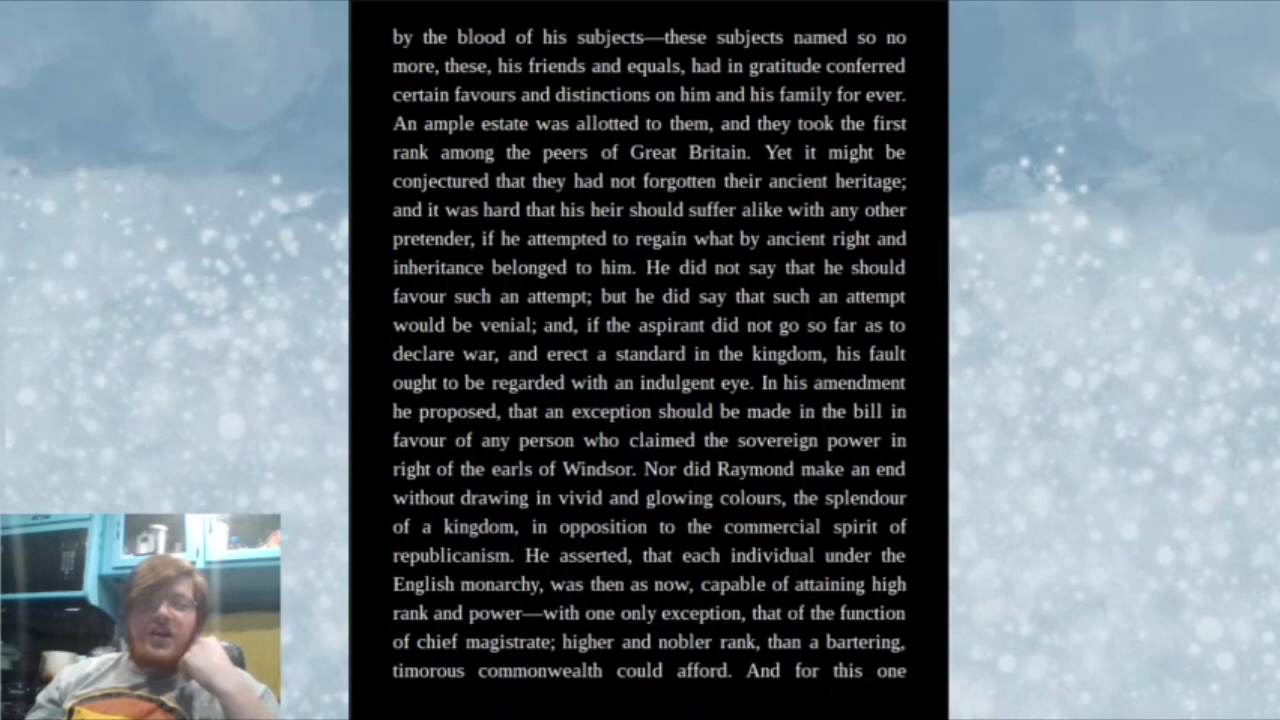 by the blood of his subjects—these subjects named so no
more, these, his friends and equals, had in gratitude conferred
certain favours and distinctions on him and his family for ever.
An ample estate was allotted to them, and they took the first
rank among the peers of Great Britain. Yet it might be
conjectured that they had not forgotten their ancient heritage;
and it was hard that his heir should suffer alike with any other
pretender, if he attempted to regain what by ancient right and
inheritance belonged to him. He did not say that he should
favour such an attempt; but he did say that such an attempt
would be venial; and, if the aspirant did not go so far as to
declare war, and erect a standard in the kingdom, his fault
ought to be regarded with an indulgent eye. In his amendment
he proposed, that an exception should be made in the bill in
favour of any person who claimed the sovereign power in
right of the earls of Windsor. Nor did Raymond make an end
without drawing in vivid and glowing colours, the splendour
of a kingdom, in opposition to the commercial spirit of
republicanism. He asserted, that each individual under the
English monarchy, was then as now, capable of attaining high
rank and power—with one only exception, that of the function
of chief magistrate; higher and nobler rank, than a bartering,
timorous commonwealth could afford. And for this one